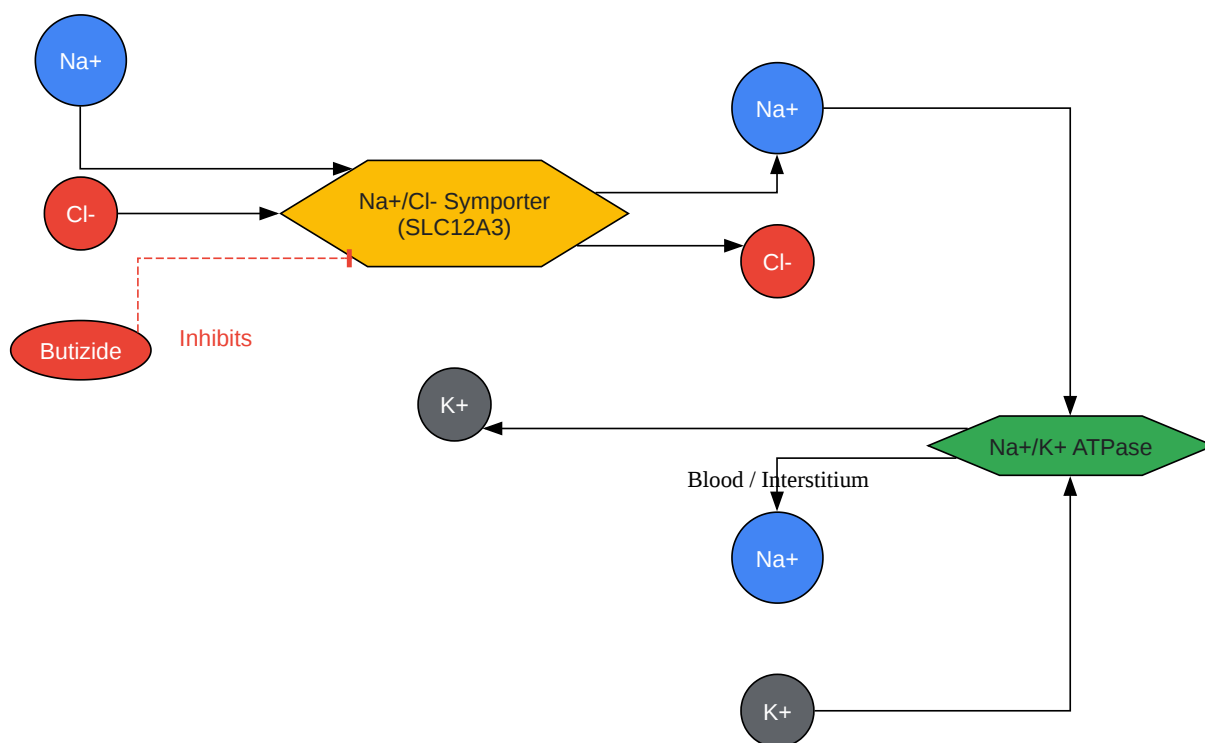 Na+
Na+
Na+/Cl- Symporter
(SLC12A3)
Cl-
Cl-
Inhibits
Butizide
K+
Na+/K+ ATPase
Blood / Interstitium
Na+
K+